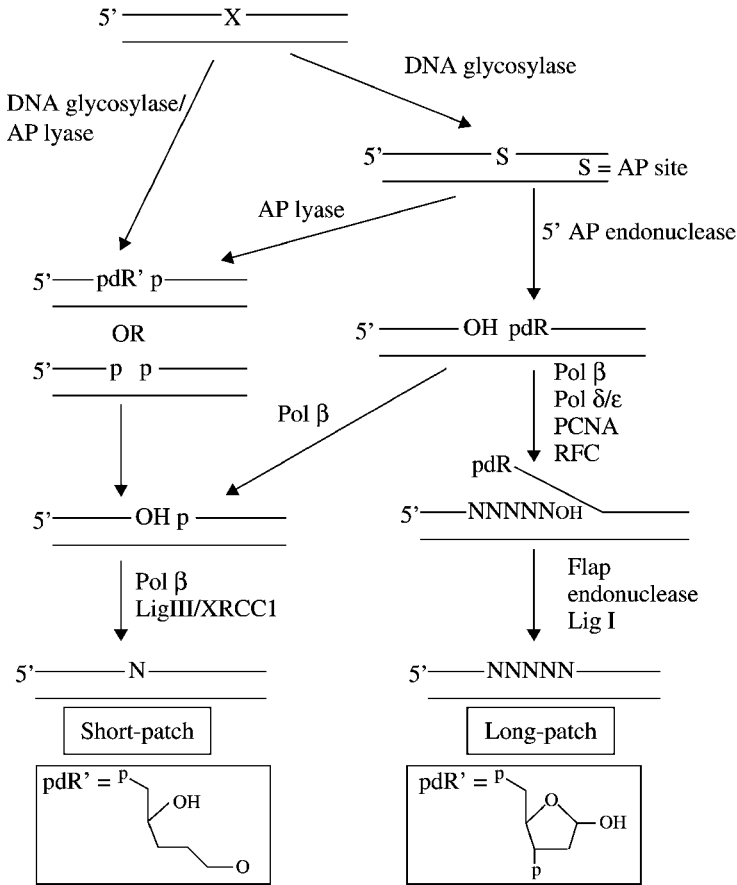 5’ X
DNA glycosylase
DNA glycosylase/
AP lyase
5’ S
S = AP site
AP lyase
5’ AP endonuclease
5’ pdR’ p
OR
5’ p p
5’ OH pdR
Pol β
Pol β
Pol δ/ε
PCNA
RFC
pdR
5’ OH p
5’ NNNNNOH
Pol β
LigIII/XRCC1
Flap
endonuclease
Lig I
5’ N
5’ NNNNN
Short-patch
Long-patch
pdR’ = p
OH
O
pdR’ = p
O
OH
p